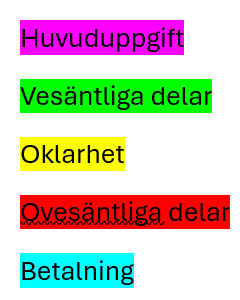 Huvuduppgift
Vesäntliga delar
Oklarhet
Ovesäntliga delar
Betalning